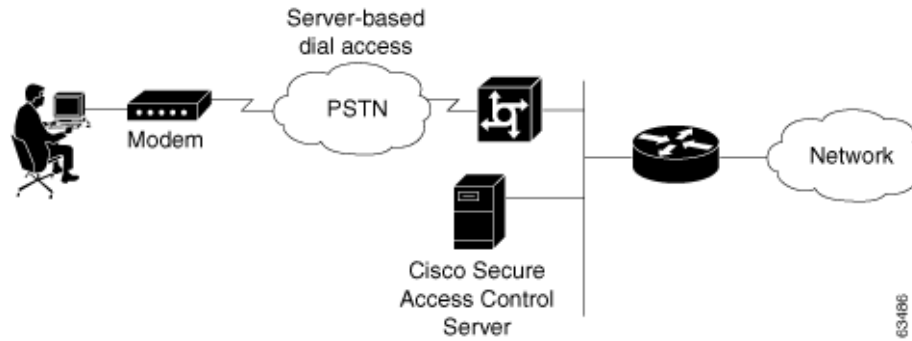 Server-based
dial access
PSTN
Modem
Network
Cisco Secure
Access Control
Server
63486